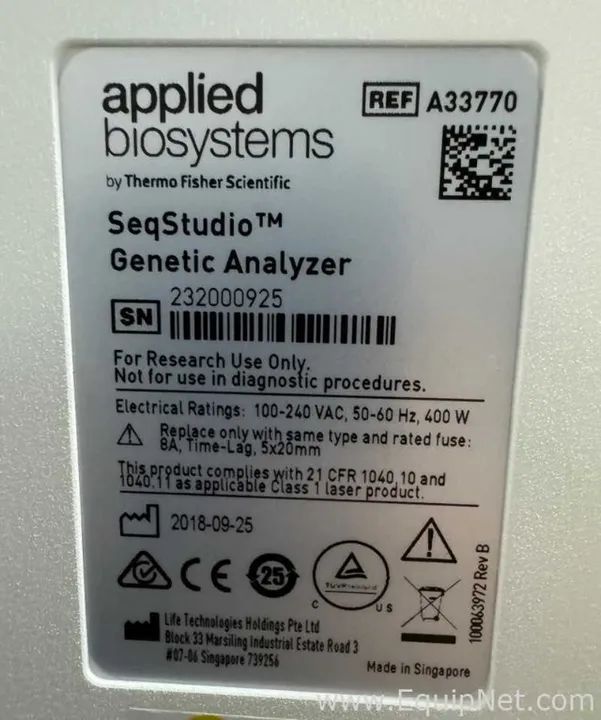 applied
biosystems
by Thermo Fisher Scientific
REF A33770
SeqStudio™
Genetic Analyzer
SN 232000925
For Research Use Only.
Not for use in diagnostic procedures.
Electrical Ratings: 100-240 VAC, 50-60 Hz, 400 W
Replace only with same type and rated fuse:
8A, Time-Lag, 5x20mm
This product complies with 21 CFR 1040.10 and
1040.11 as applicable Class 1 laser product.
2018-09-25
CE
25
TÜVRheinland
C US
100063972 Rev B
Life Technologies Holdings Pte Ltd
Block 33 Marsiling Industrial Estate Road 3
#07-06 Singapore 739256
Made in Singapore
www.EquipNet.com